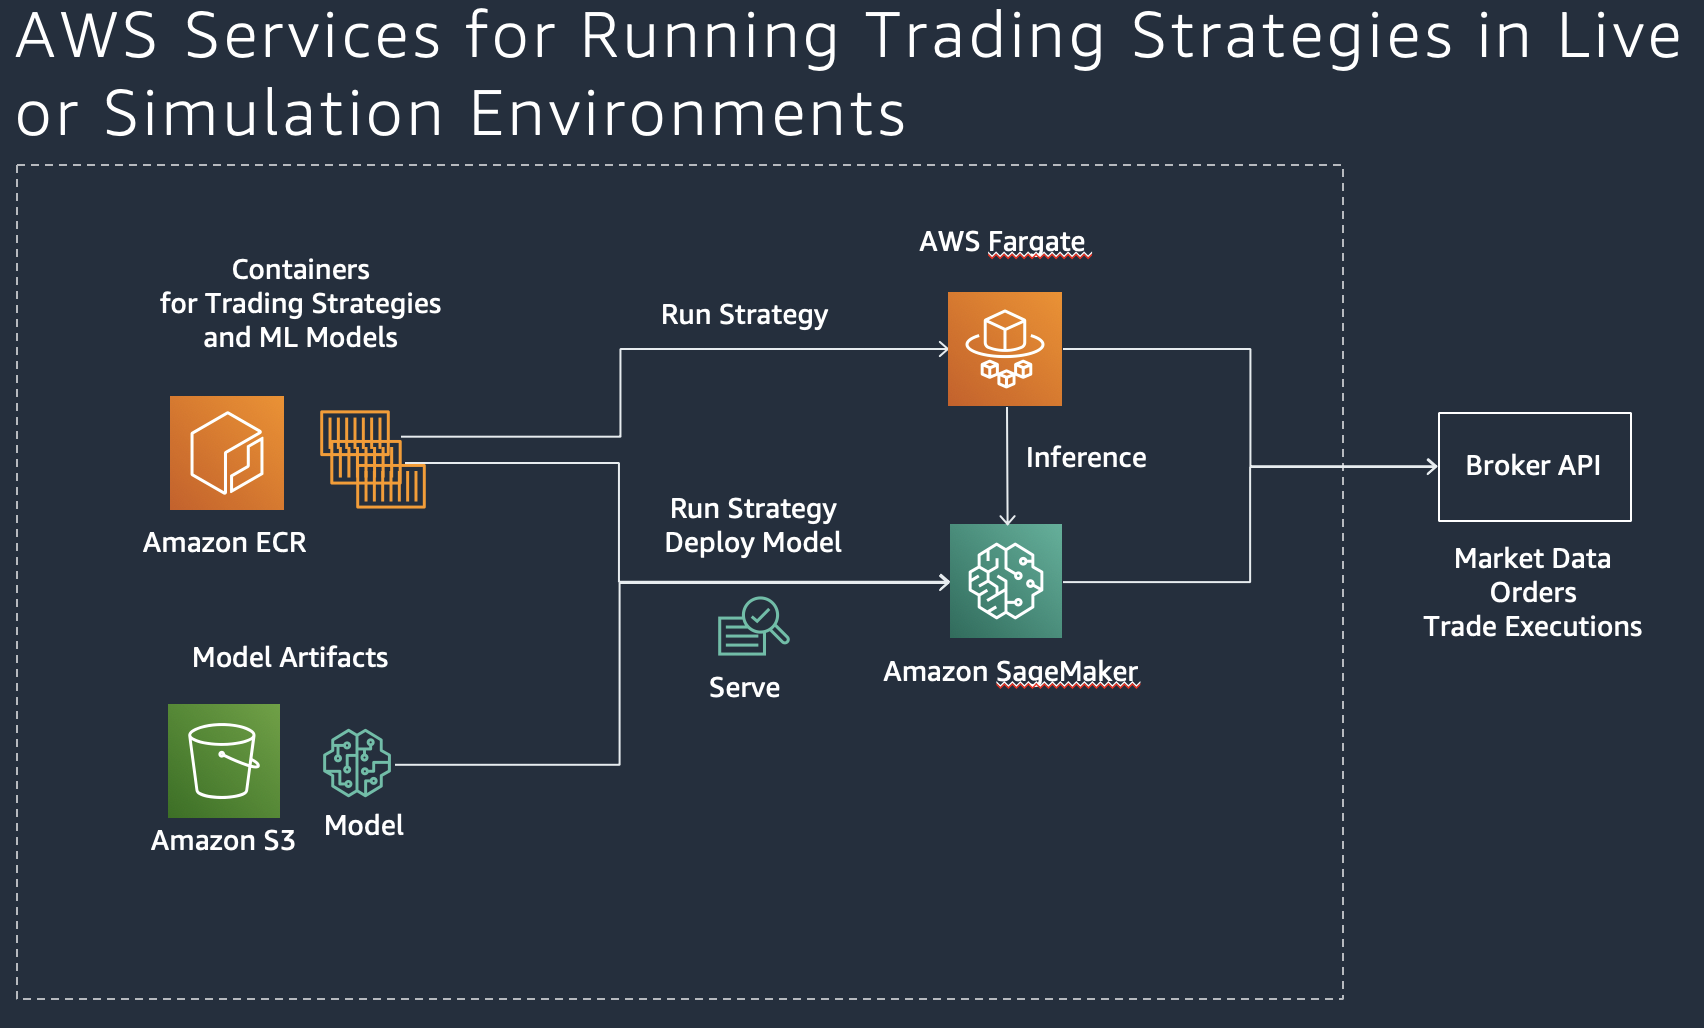 AWS Services for Running Trading Strategies in Live
or Simulation Environments
AWS Fargate
Containers
for Trading Strategies
and ML Models
Run Strategy
Inference
Broker API
Run Strategy
Deploy Model
Amazon ECR
Market Data
Orders
Trade Executions
Model Artifacts
Serve
Amazon SageMaker
Amazon S3
Model